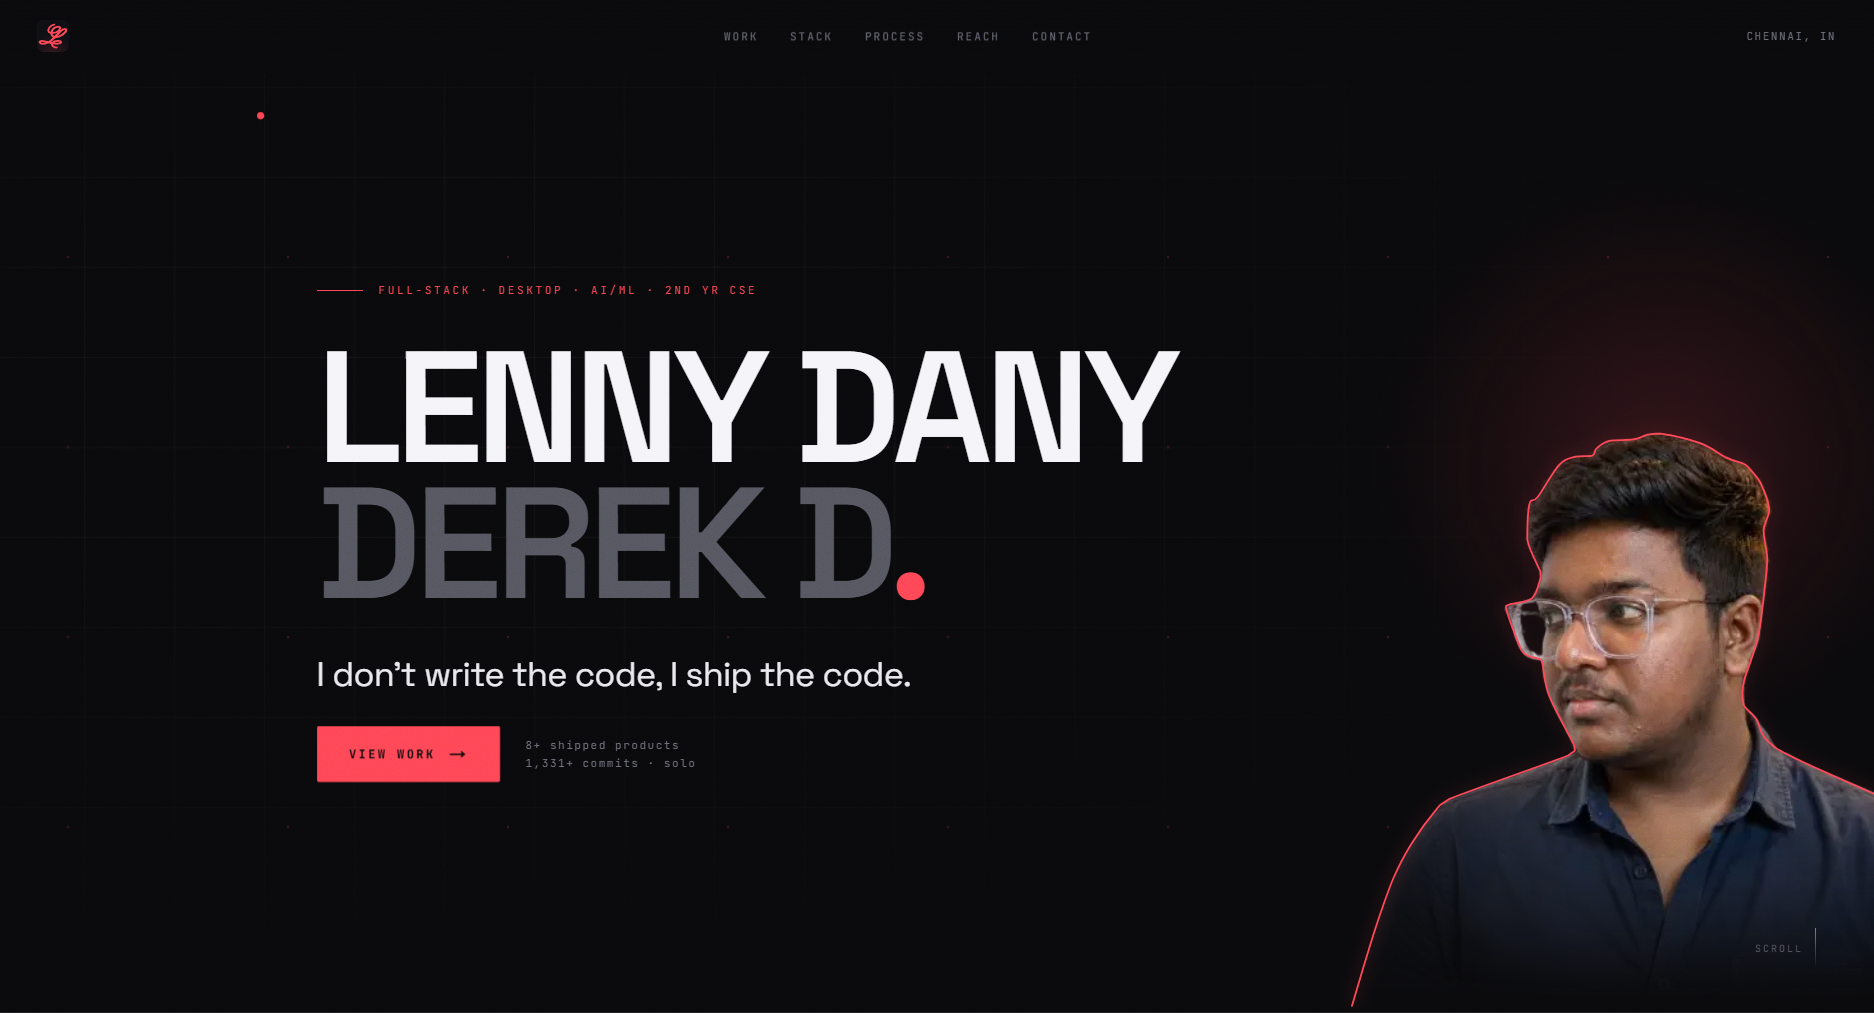 WORK STACK PROCESS REACH CONTACT
CHENNAI, IN
FULL-STACK · DESKTOP · AI/ML · 2ND YR CSE
LENNY DANY
DEREK D.
I don’t write the code, I ship the code.
VIEW WORK →
8+ shipped products
1,331+ commits · solo
SCROLL